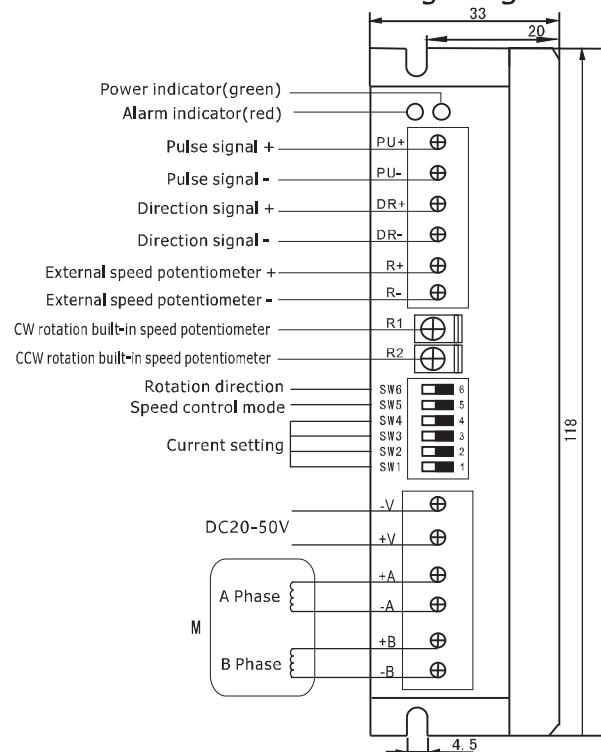 33
20
Power indicator(green)
Alarm indicator(red)
Pulse signal + PU+
Pulse signal - PU-
Direction signal + DR+
Direction signal - DR-
External speed potentiometer + R+
External speed potentiometer - R-
CW rotation built-in speed potentiometer R1
CCW rotation built-in speed potentiometer R2
Rotation direction SW6 6
Speed control mode SW5 5
SW4 4
Current setting SW3 3
SW2 2
SW1 1
118
-V
DC20-50V
+V
+A
A Phase
-A
M
+B
B Phase
-B
4.5